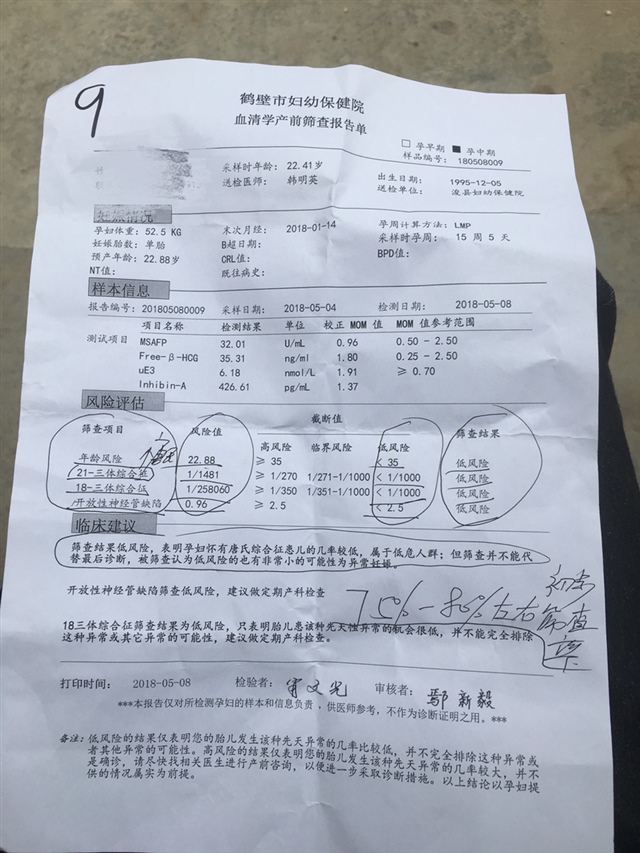 9
鹤壁市妇幼保健院
血清学产前筛查报告单
□ 孕早期 ■ 孕中期
样品编号: 180508009
采样时年龄: 22.41岁 出生日期: 1995-12-05
送检医师: 韩明英 送检单位: 浚县妇幼保健院
妊娠情况
孕妇体重: 52.5 KG 末次月经: 2018-01-14 孕周计算方法: LMP
妊娠胎数: 单胎 B超日期: 采样时孕周: 15 周 5 天
预产年龄: 22.88岁 CRL值: BPD值:
NT值: 既往病史:
样本信息
报告编号: 201805080009 采样日期: 2018-05-04 检测日期: 2018-05-08
项目名称 检测结果 单位 校正 MOM 值 MOM 值参考范围
测试项目 MSAFP 32.01 U/mL 0.96 0.50 - 2.50
Free-β-HCG 35.31 ng/ml 1.80 0.25 - 2.50
uE3 6.18 nmol/L 1.91 ≥ 0.70
Inhibin-A 426.61 pg/mL 1.37
风险评估
筛查项目 风险值 截断值 筛查结果
高风险 临界风险 低风险
年龄风险 22.88 ≥ 35 < 35 低风险
21-三体综合征 1/1481 ≥ 1/270 1/271-1/1000 < 1/1000 低风险
18-三体综合征 1/258060 ≥ 1/350 1/351-1/1000 < 1/1000 低风险
开放性神经管缺陷 0.96 ≥ 2.5 < 2.5 低风险
临床建议
筛查结果低风险，表明孕妇怀有唐氏综合征患儿的几率较低，属于低危人群；但筛查并不能代
替最后诊断，被筛查认为低风险的也有非常小的可能性为异常妊娠。
开放性神经管缺陷筛查低风险，建议做定期产科检查
75%-80%左右 筛查率
18三体综合征筛查结果为低风险，只表明胎儿患该种先天性异常的机会很低，并不能完全排除
这种异常或其它异常的可能性，建议做定期产科检查。
打印时间: 2018-05-08 检验者: 审核者: 鄢新毅
***本报告仅对所检测孕妇的样本和信息负责，供医师参考，不作为诊断证明之用。***
备注: 低风险的结果仅表明您的胎儿发生该种先天异常的几率比较低，并不完全排除这种异常或
者其他异常的可能性。高风险的结果仅表明您的胎儿发生该种先天异常的几率较大，并不
是确诊，请尽快找相关医生进行产前咨询，以便进一步采取诊断措施。以上结论以孕妇提
供的情况属实为前提。